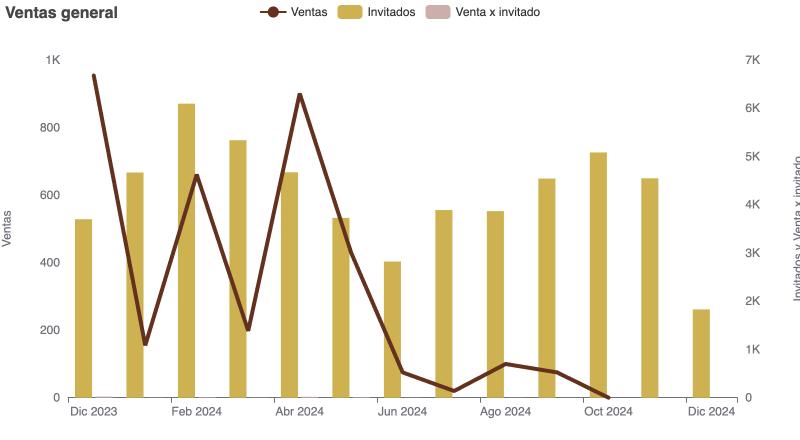 Ventas general
Ventas
Invitados
Venta x invitado
1K
800
600
400
200
0
Ventas
7K
6K
5K
4K
3K
2K
1K
0
Invitados y Venta x invitado
Dic 2023
Feb 2024
Abr 2024
Jun 2024
Ago 2024
Oct 2024
Dic 2024